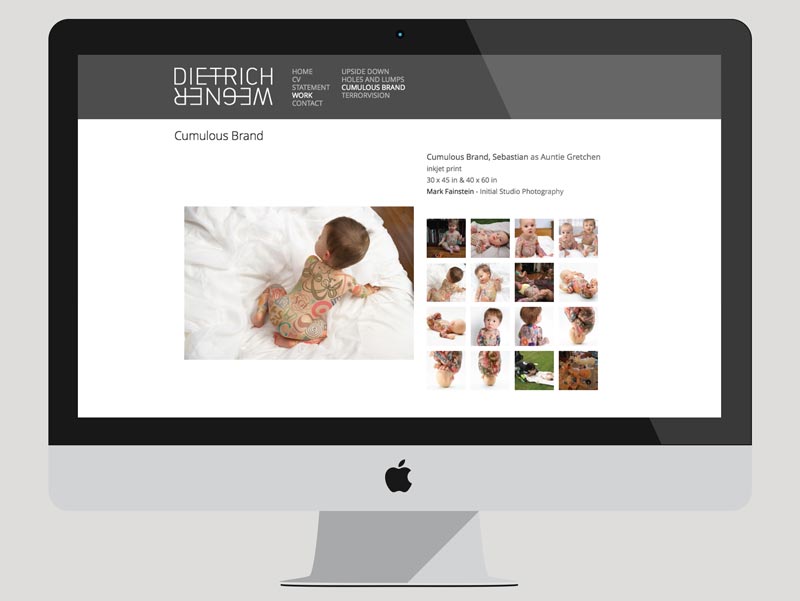 DIETRICH
WEGNER
HOME
CV
STATEMENT
WORK
CONTACT
UPSIDE DOWN
HOLES AND LUMPS
CUMULOUS BRAND
TERRORVISION
Cumulous Brand
Cumulous Brand, Sebastian as Auntie Gretchen
inkjet print
30 x 45 in & 40 x 60 in
Mark Fainstein - Initial Studio Photography